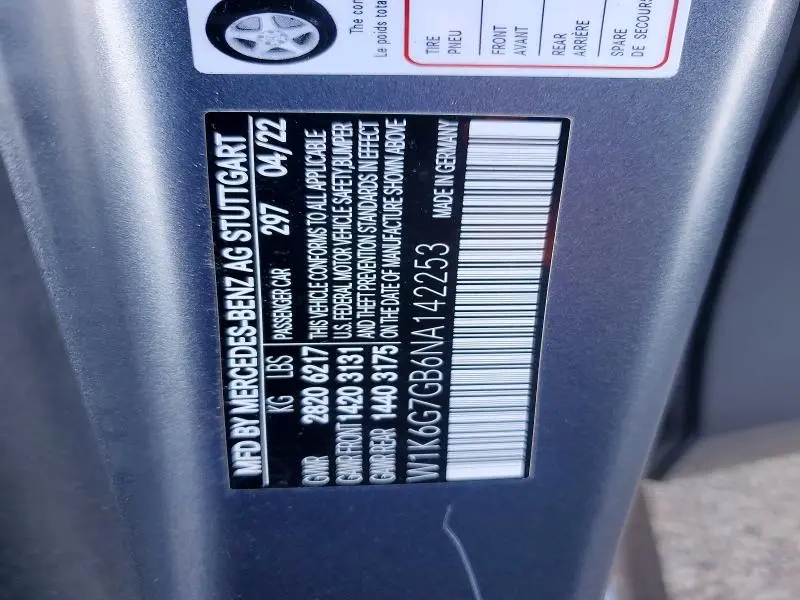 The con
Le poids tota
TIRE
PNEU
FRONT
AVANT
REAR
ARRIÈRE
SPARE
DE SECOURS
MFD BY MERCEDES-BENZ AG STUTTGART
KG LBS PASSENGER CAR 297 04/22
GVWR 2820 6217 THIS VEHICLE CONFORMS TO ALL APPLICABLE
GAWR FRONT 1420 3131 U.S. FEDERAL MOTOR VEHICLE SAFETY,BUMPER
GAWR REAR 1440 3175 AND THEFT PREVENTION STANDARDS IN EFFECT
ON THE DATE OF MANUFACTURE SHOWN ABOVE
W1K6G7GB6NA142253 MADE IN GERMANY